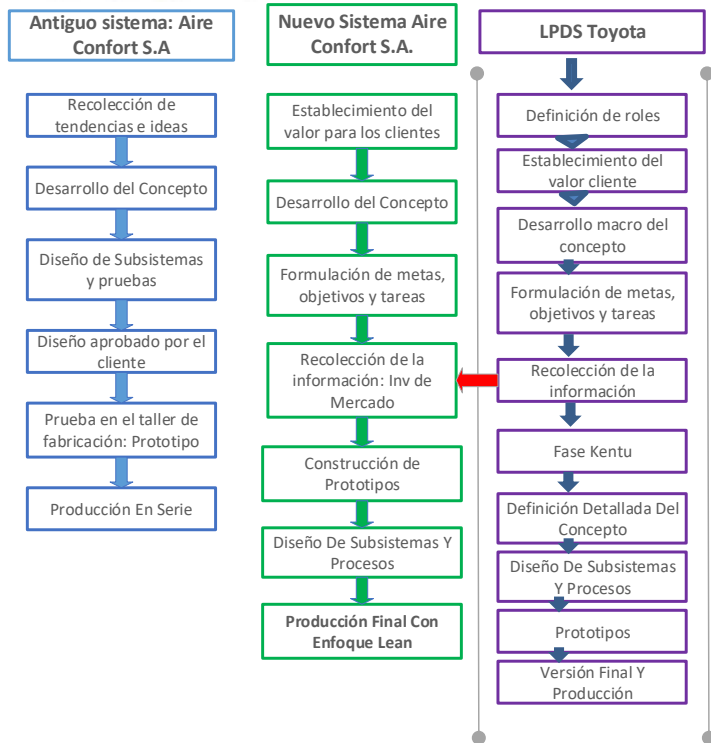 Antiguo sistema: Aire
Confort S.A
Recolección de
tendencias e ideas
Desarrollo del Concepto
Diseño de Subsistemas
y pruebas
Diseño aprobado por el
cliente
Prueba en el taller de
fabricación: Prototipo
Producción En Serie
Nuevo Sistema Aire
Confort S.A.
Establecimiento del
valor para los clientes
Desarrollo del Concepto
Formulación de metas,
objetivos y tareas
Recolección de la
información: Inv de
Mercado
Construcción de
Prototipos
Diseño De Subsistemas Y
Procesos
Producción Final Con
Enfoque Lean
LPDS Toyota
Definición de roles
Establecimiento del
valor cliente
Desarrollo macro del
concepto
Formulación de metas,
objetivos y tareas
Recolección de la
información
Fase Kentu
Definición Detallada Del
Concepto
Diseño De Subsistemas
Y Procesos
Prototipos
Versión Final Y
Producción